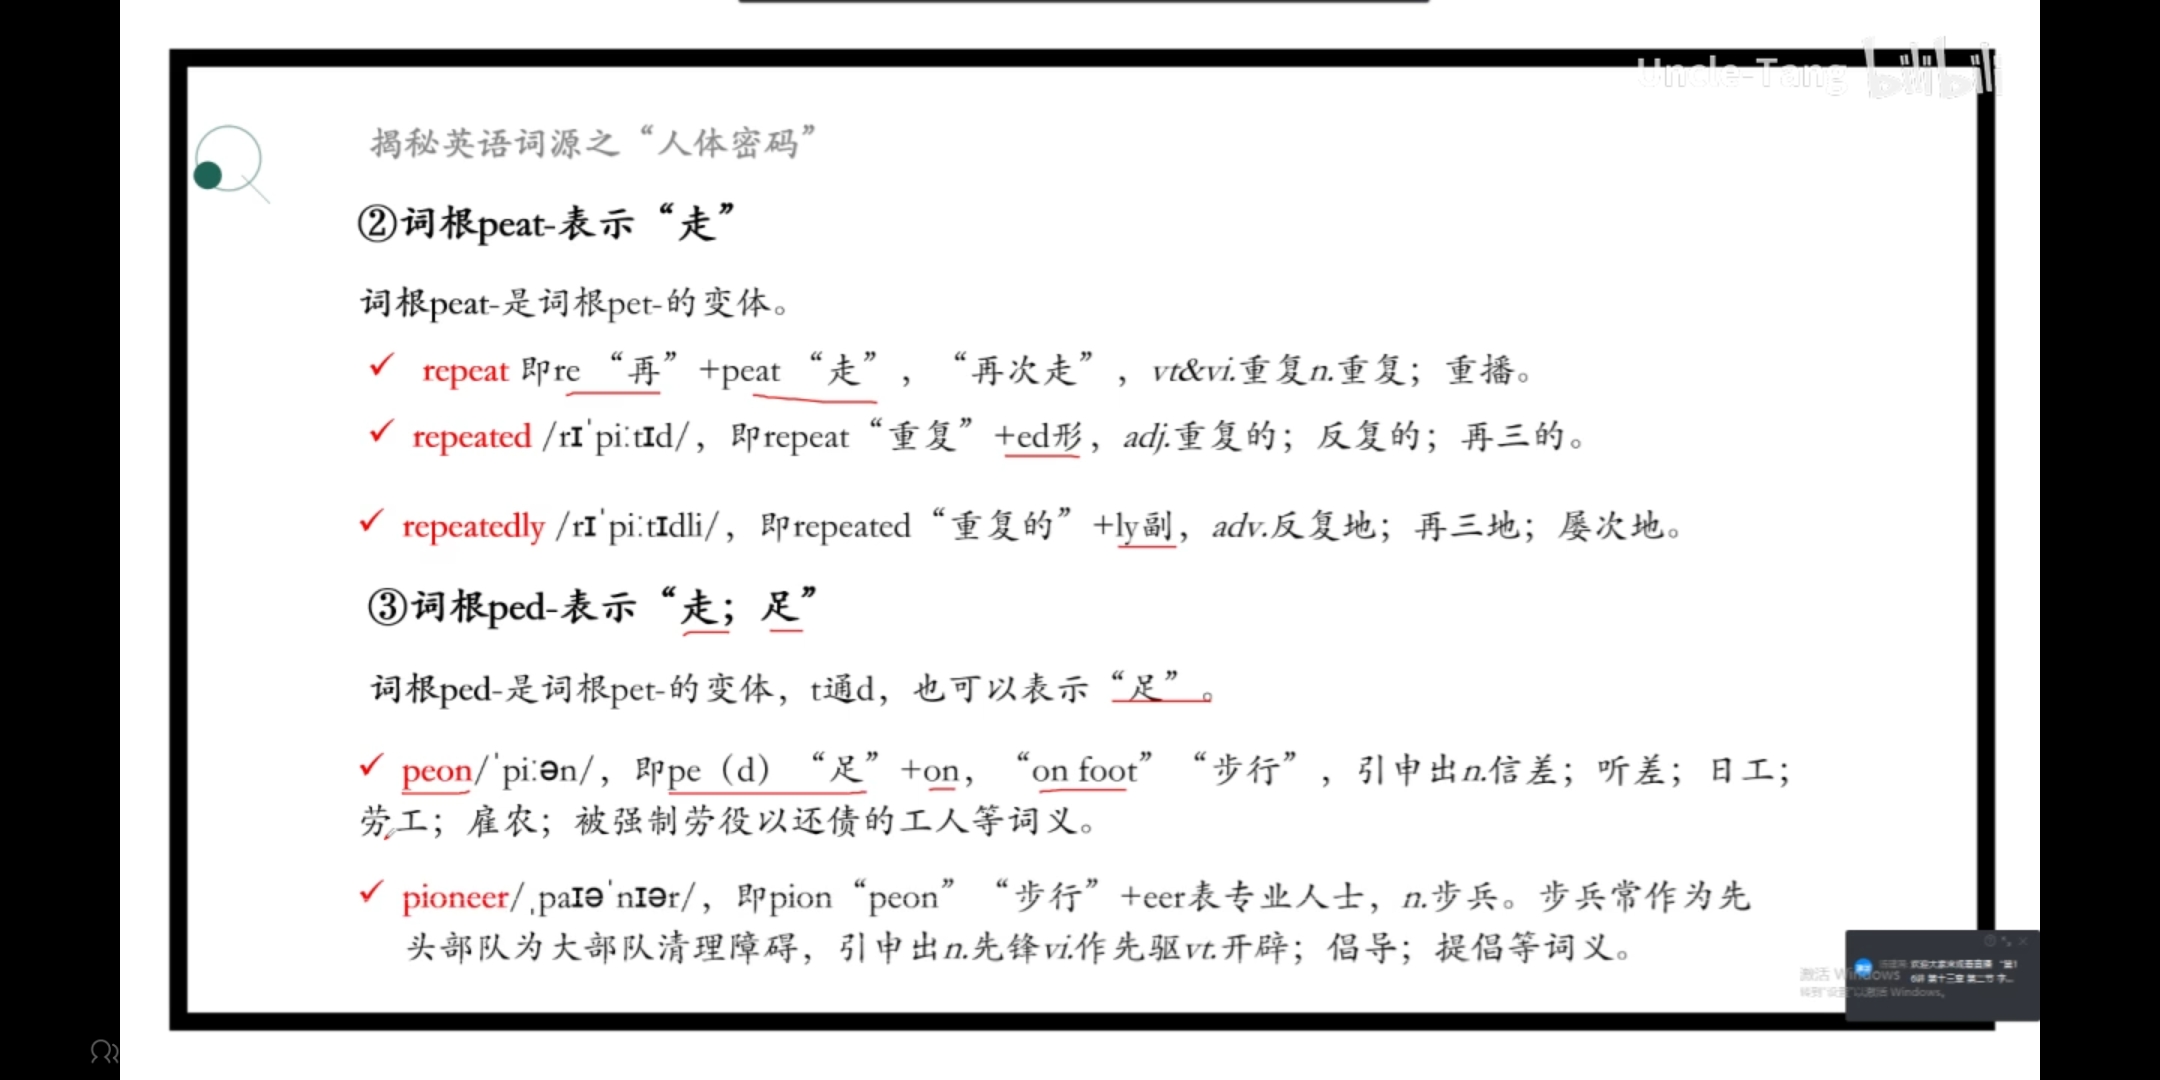 Uncle-Tang bilibili
揭秘英语词源之“人体密码”
②词根peat-表示“走”
词根peat-是词根pet-的变体。
✓ repeat 即re “再” +peat “走” ， “再次走” ，vt&vi.重复n.重复；重播。
✓ repeated /rɪˈpiːtɪd/，即repeat“重复”+ed形，adj.重复的；反复的；再三的。
✓ repeatedly /rɪˈpiːtɪdli/，即repeated“重复的”+ly副，adv.反复地；再三地；屡次地。
③词根ped-表示“走；足”
词根ped-是词根pet-的变体，t通d，也可以表示“足”。
✓ peon/ˈpiːən/，即pe（d）“足”+on，“on foot”“步行”，引申出n.信差；听差；日工；
劳工；雇农；被强制劳役以还债的工人等词义。
✓ pioneer/ˌpaɪəˈnɪər/，即pion“peon”“步行”+eer表专业人士，n.步兵。步兵常作为先
头部队为大部队清理障碍，引申出n.先锋vi.作先驱vt.开辟；倡导；提倡等词义。
激活 Windows